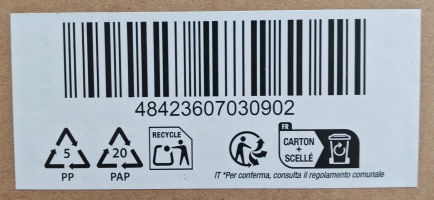 48423607030902
5
PP
20
PAP
RECYCLE
FR
CARTON
+
SCELLÉ
IT *Per conferma, consulta il regolamento comunale